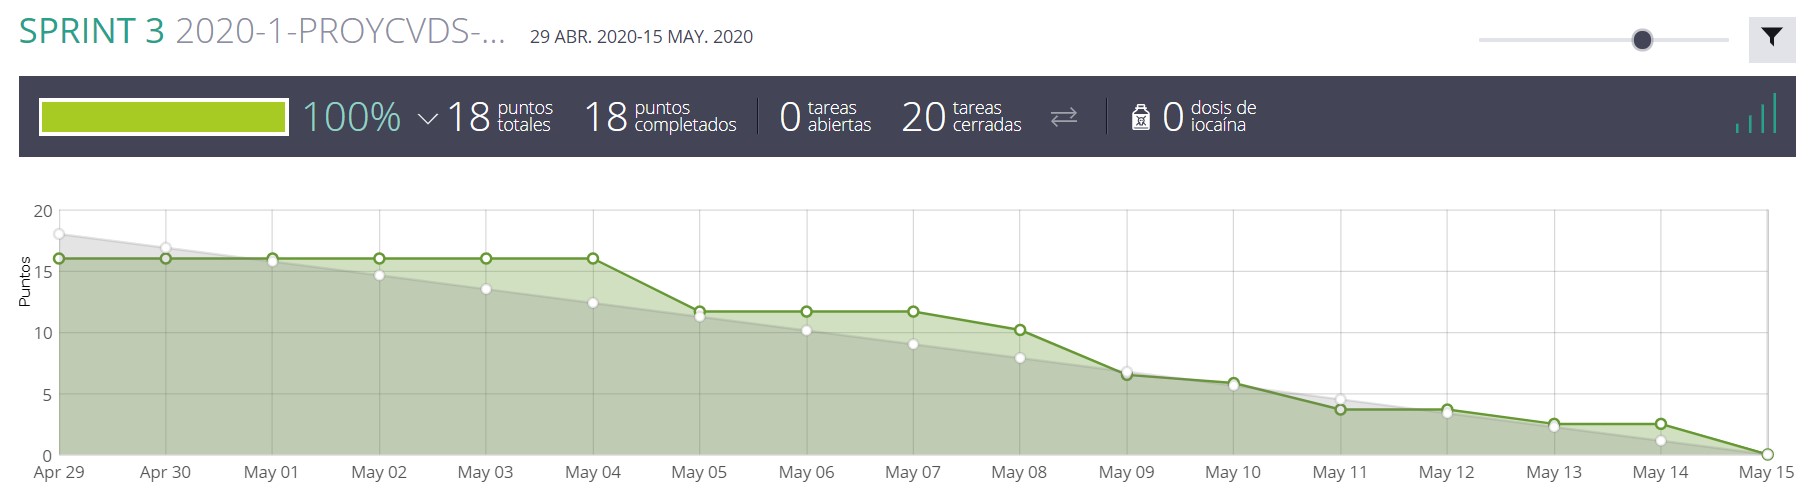 SPRINT 3 2020-1-PROYCVDS-... 29 ABR. 2020-15 MAY. 2020
100% 18 puntos totales 18 puntos completados 0 tareas abiertas 20 tareas cerradas 0 dosis de iocaína
Puntos
20
15
10
5
0
Apr 29 Apr 30 May 01 May 02 May 03 May 04 May 05 May 06 May 07 May 08 May 09 May 10 May 11 May 12 May 13 May 14 May 15